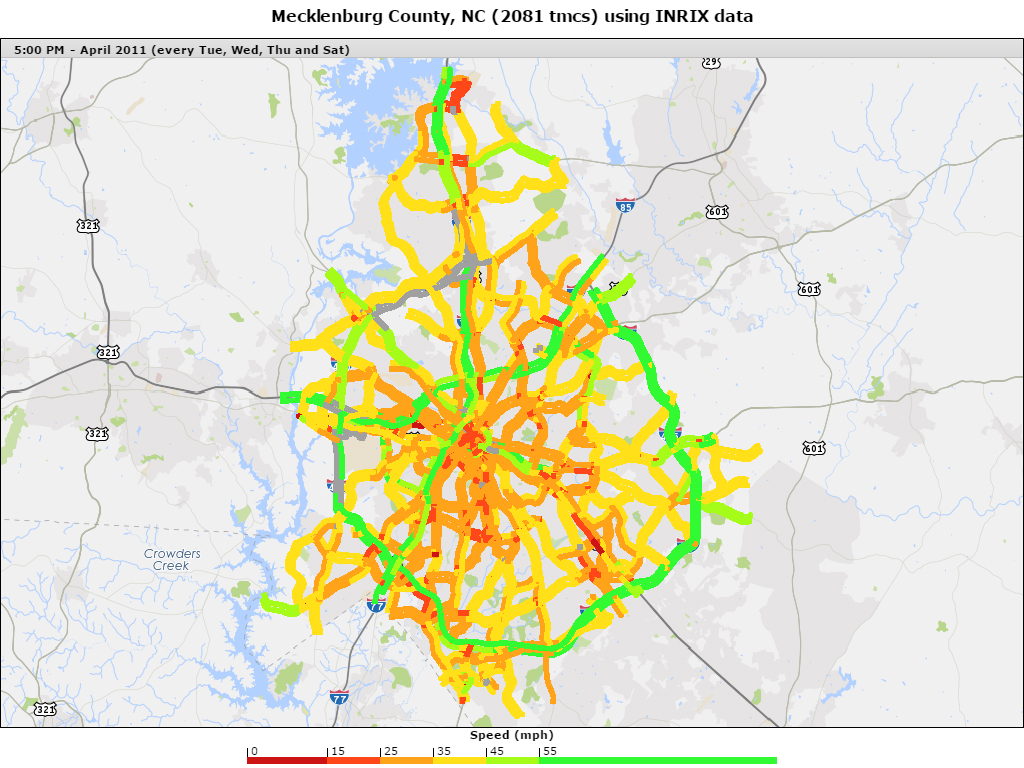 Mecklenburg County, NC (2081 tmcs) using INRIX data
5:00 PM - April 2011 (every Tue, Wed, Thu and Sat)
29
85
321
601
601
321
321
601
Crowders
Creek
77
77
321
Speed (mph)
0 15 25 35 45 55